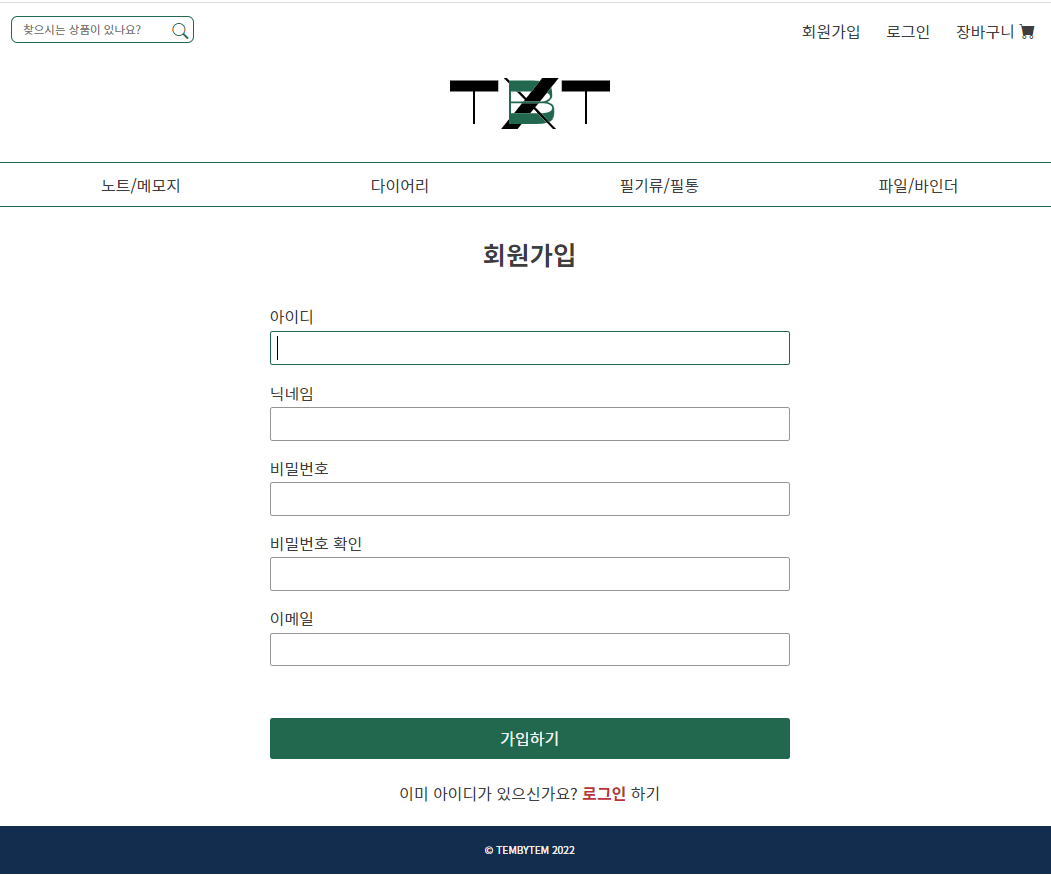 찾으시는 상품이 있나요?
회원가입 로그인 장바구니
TBT
노트/메모지 다이어리 필기류/필통 파일/바인더
회원가입
아이디
닉네임
비밀번호
비밀번호 확인
이메일
가입하기
이미 아이디가 있으신가요? 로그인 하기
© TEMBYTEM 2022